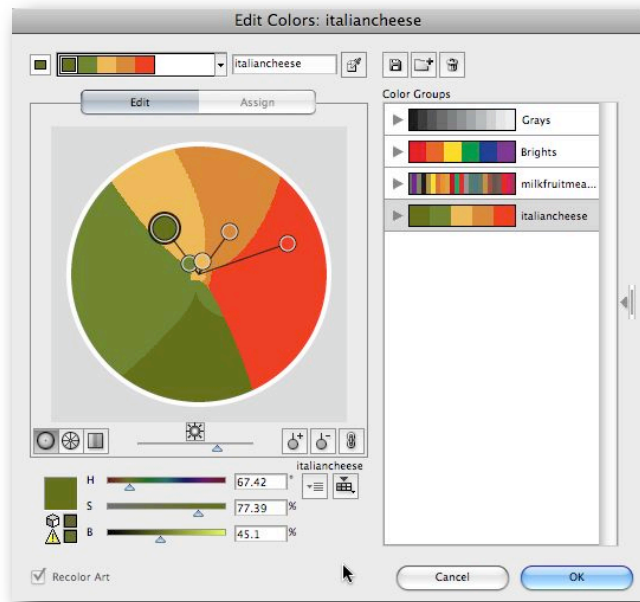 Edit Colors: italiancheese
italiancheese
Edit Assign
Color Groups
Grays
Brights
milkfruitmea...
italiancheese
italiancheese
H 67.42 °
S 77.39 %
B 45.1 %
Recolor Art
Cancel OK